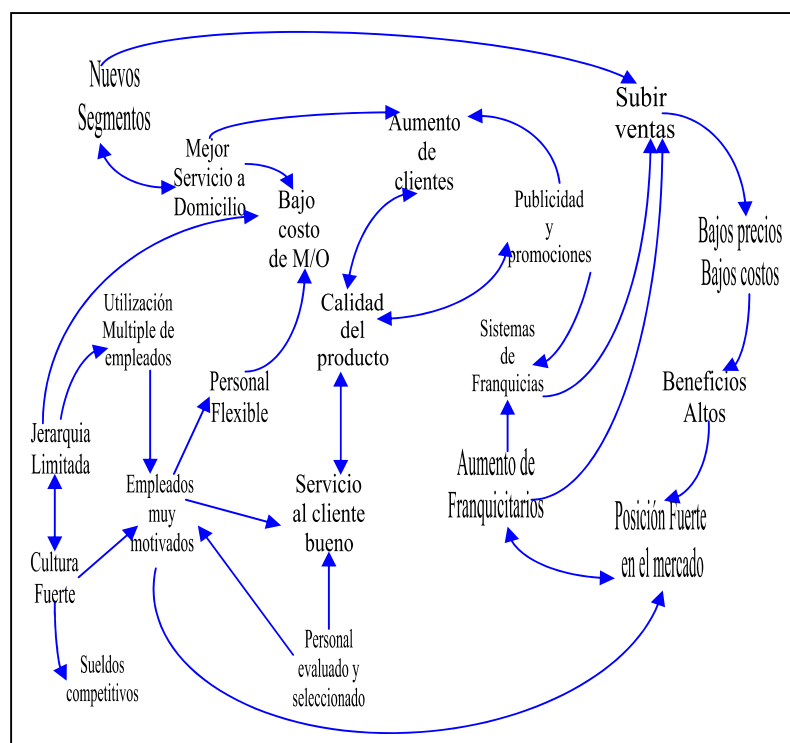 Nuevos
Segmentos
Subir
ventas
Aumento
de
clientes
Mejor
Servicio a
Domicilio
Bajo
costo
de M/O
Publicidad
y
promociones
Bajos precios
Bajos costos
Utilización
Multiple de
empleados
Calidad
del
producto
Sistemas
de
Franquicias
Personal
Flexible
Beneficios
Altos
Jerarquia
Limitada
Aumento de
Franquicitarios
Empleados
muy
motivados
Servicio
al cliente
bueno
Posición Fuerte
en el mercado
Cultura
Fuerte
Sueldos
competitivos
Personal
evaluado y
seleccionado